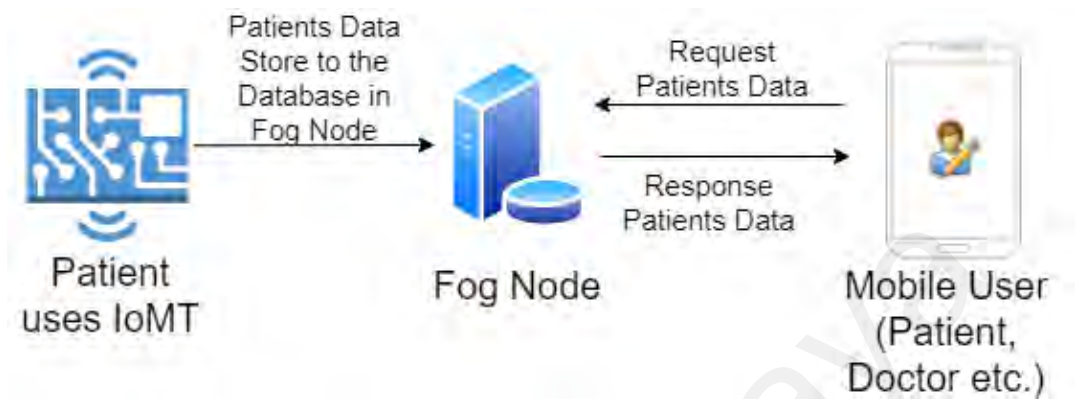 Patients Data
Store to the
Database in
Fog Node
Request
Patients Data
Response
Patients Data
Patient
uses IoMT
Fog Node
Mobile User
(Patient,
Doctor etc.)